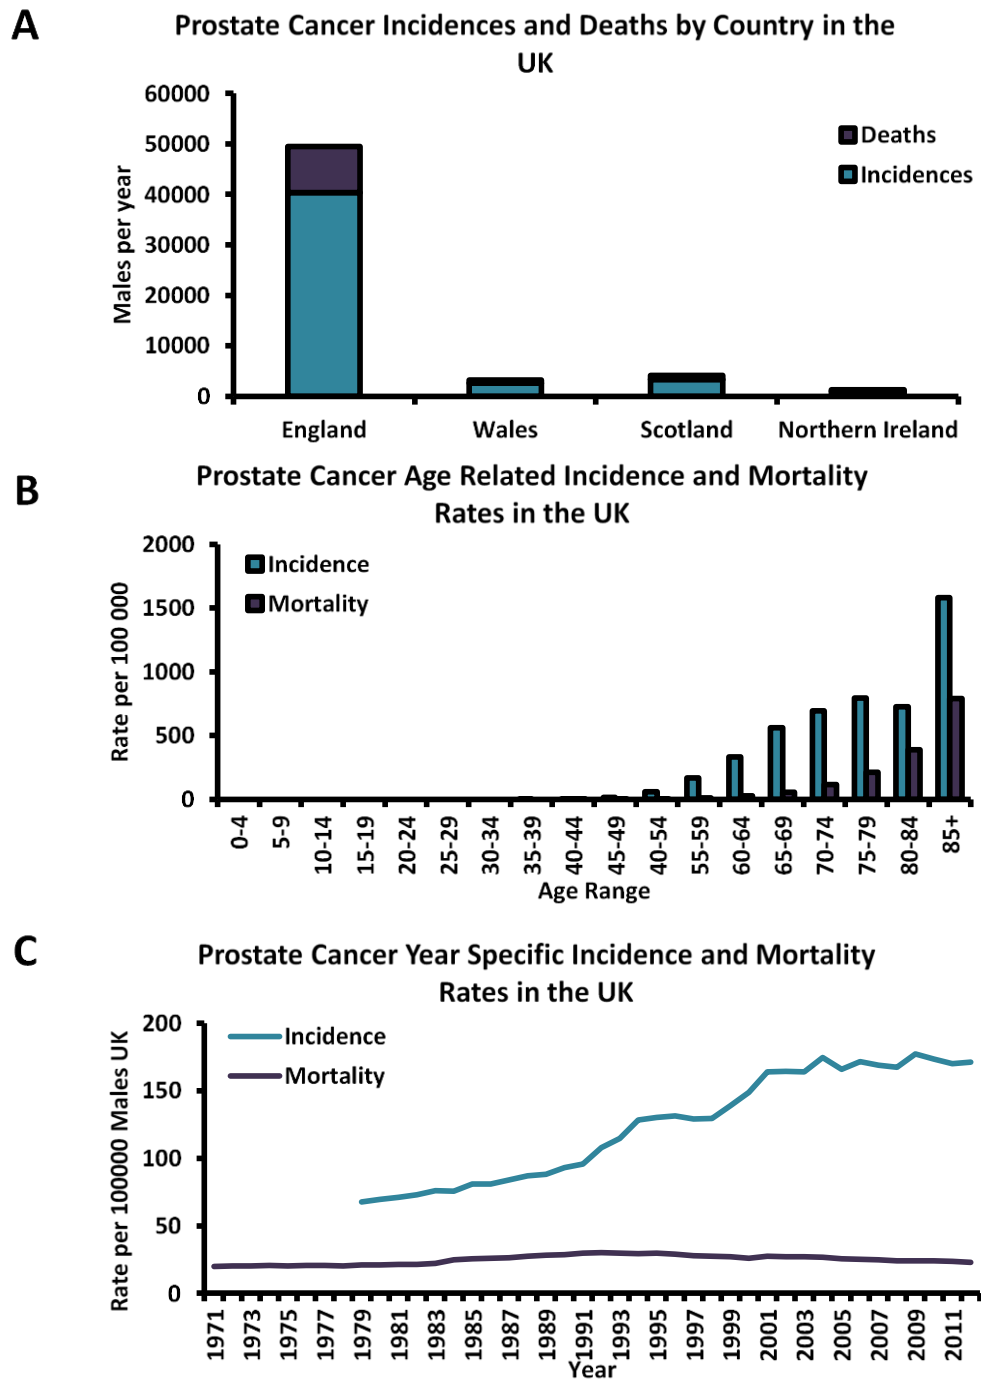 A
Prostate Cancer Incidences and Deaths by Country in the
UK
60000
50000
40000
30000
20000
10000
0
Males per year
Deaths
Incidences
England
Wales
Scotland
Northern Ireland
B
Prostate Cancer Age Related Incidence and Mortality
Rates in the UK
2000
1500
1000
500
0
Rate per 100 000
Incidence
Mortality
0-4
5-9
10-14
15-19
20-24
25-29
30-34
35-39
40-44
45-49
40-54
55-59
60-64
65-69
70-74
75-79
80-84
85+
Age Range
C
Prostate Cancer Year Specific Incidence and Mortality
Rates in the UK
200
150
100
50
0
Rate per 100000 Males UK
Incidence
Mortality
1971
1973
1975
1977
1979
1981
1983
1985
1987
1989
1991
1993
1995
1997
1999
2001
2003
2005
2007
2009
2011
Year